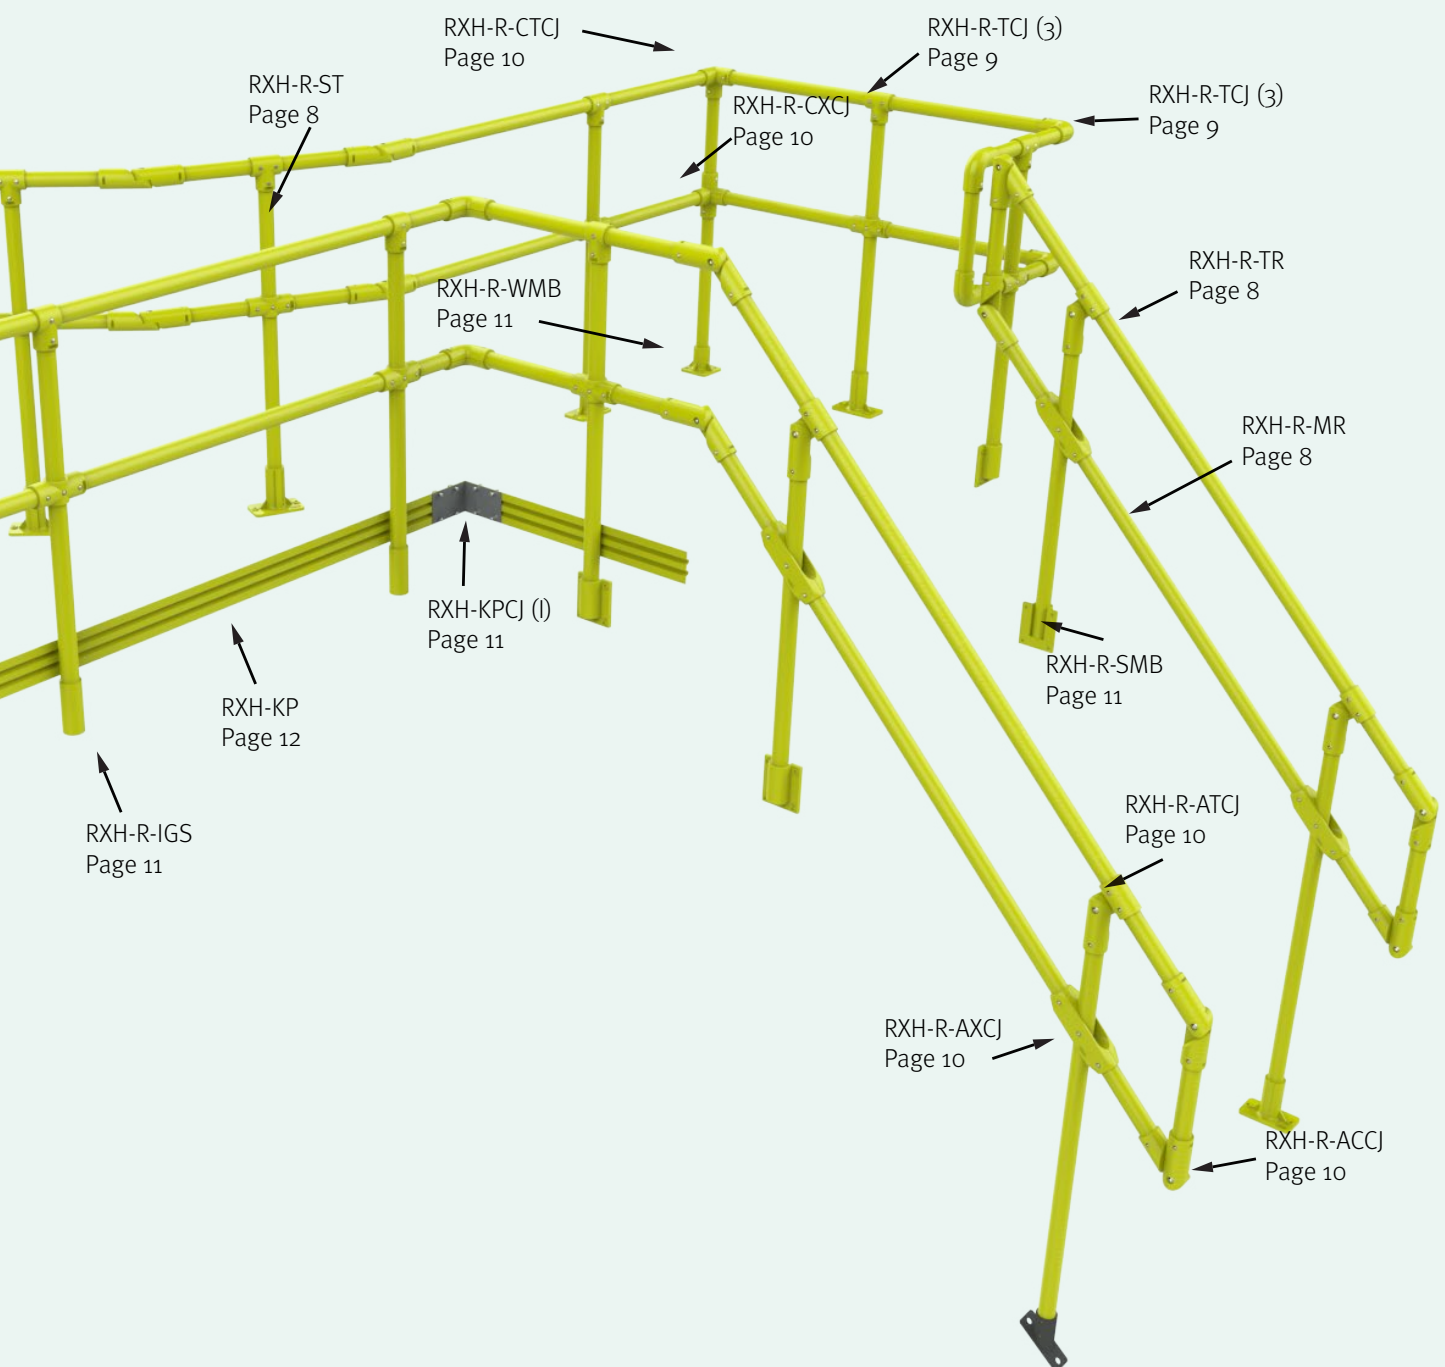 RXH-R-CTCJ
Page 10
RXH-R-TCJ (3)
Page 9
RXH-R-ST
Page 8
RXH-R-CXCJ
Page 10
RXH-R-TCJ (3)
Page 9
RXH-R-WMB
Page 11
RXH-R-TR
Page 8
RXH-R-MR
Page 8
RXH-KPCJ (I)
Page 11
RXH-R-SMB
Page 11
RXH-KP
Page 12
RXH-R-IGS
Page 11
RXH-R-ATCJ
Page 10
RXH-R-AXCJ
Page 10
RXH-R-ACCJ
Page 10